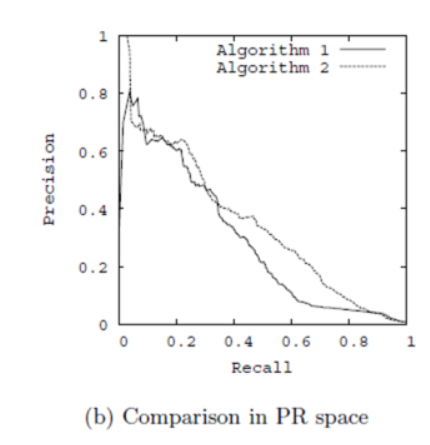 1
Algorithm 1
Algorithm 2
0.8
0.6
Precision
0.4
0.2
0
0 0.2 0.4 0.6 0.8 1
Recall
(b) Comparison in PR space